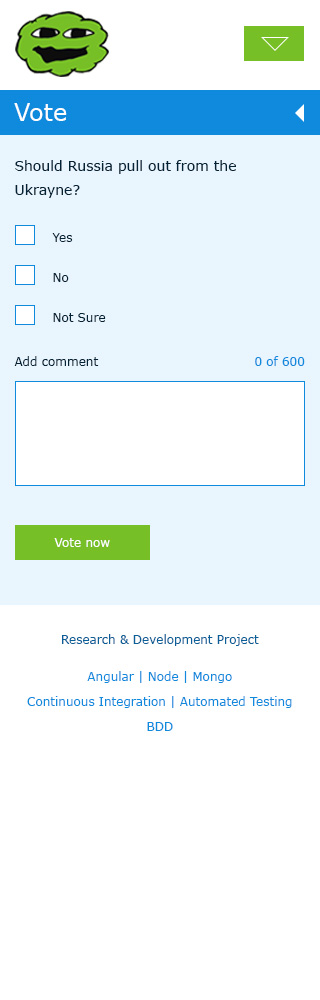 Vote
Should Russia pull out from the
Ukrayne?
Yes
No
Not Sure
Add comment 0 of 600
Vote now
Research & Development Project
Angular | Node | Mongo
Continuous Integration | Automated Testing
BDD